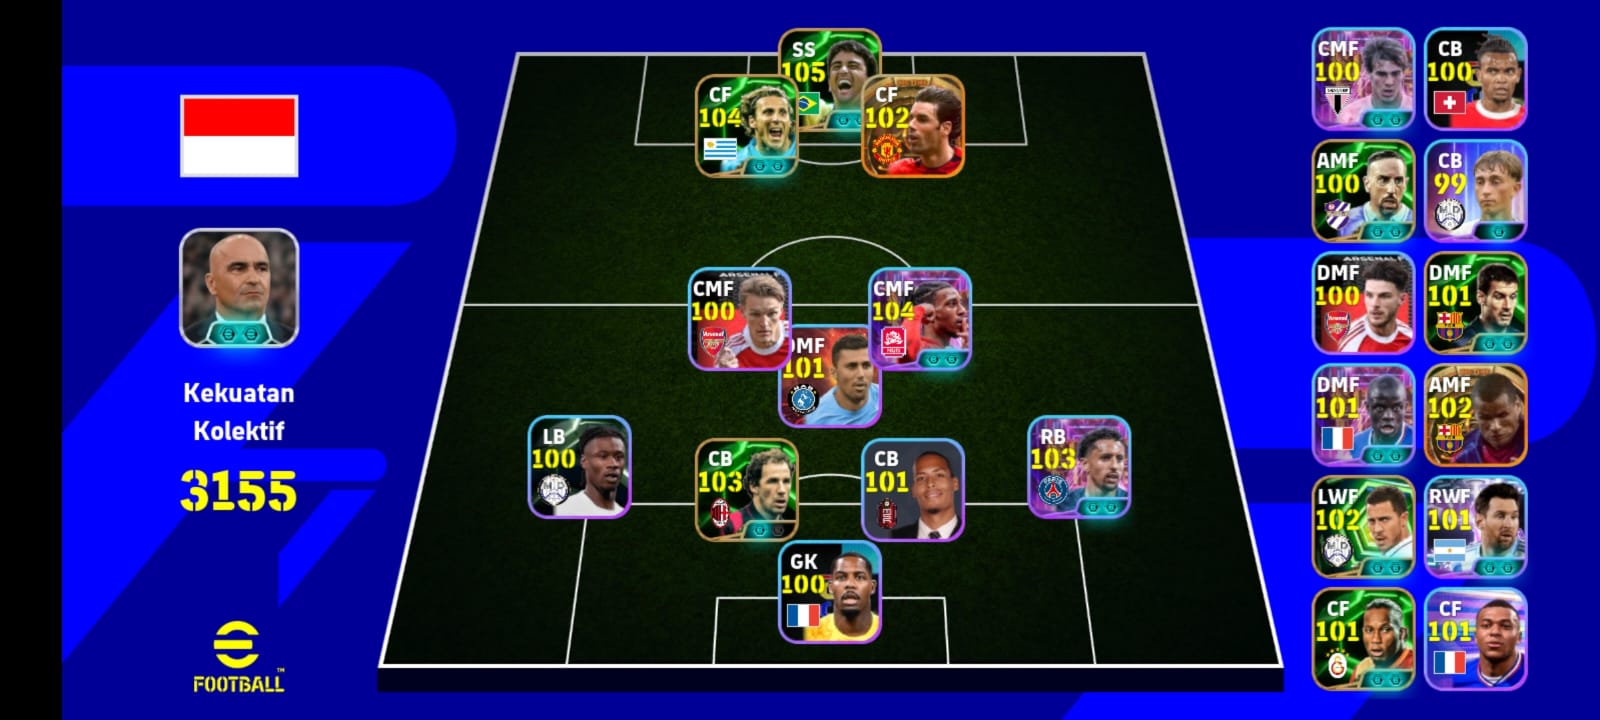 SS
105
CF
104
CF
102
CMF
100
CMF
104
DMF
101
LB
100
CB
103
CB
101
RB
103
GK
100
Kekuatan
Kolektif
3155
FOOTBALL™
CMF
100
CB
100
AMF
100
CB
99
DMF
100
DMF
101
DMF
101
AMF
102
LWF
102
RWF
101
CF
101
CF
101